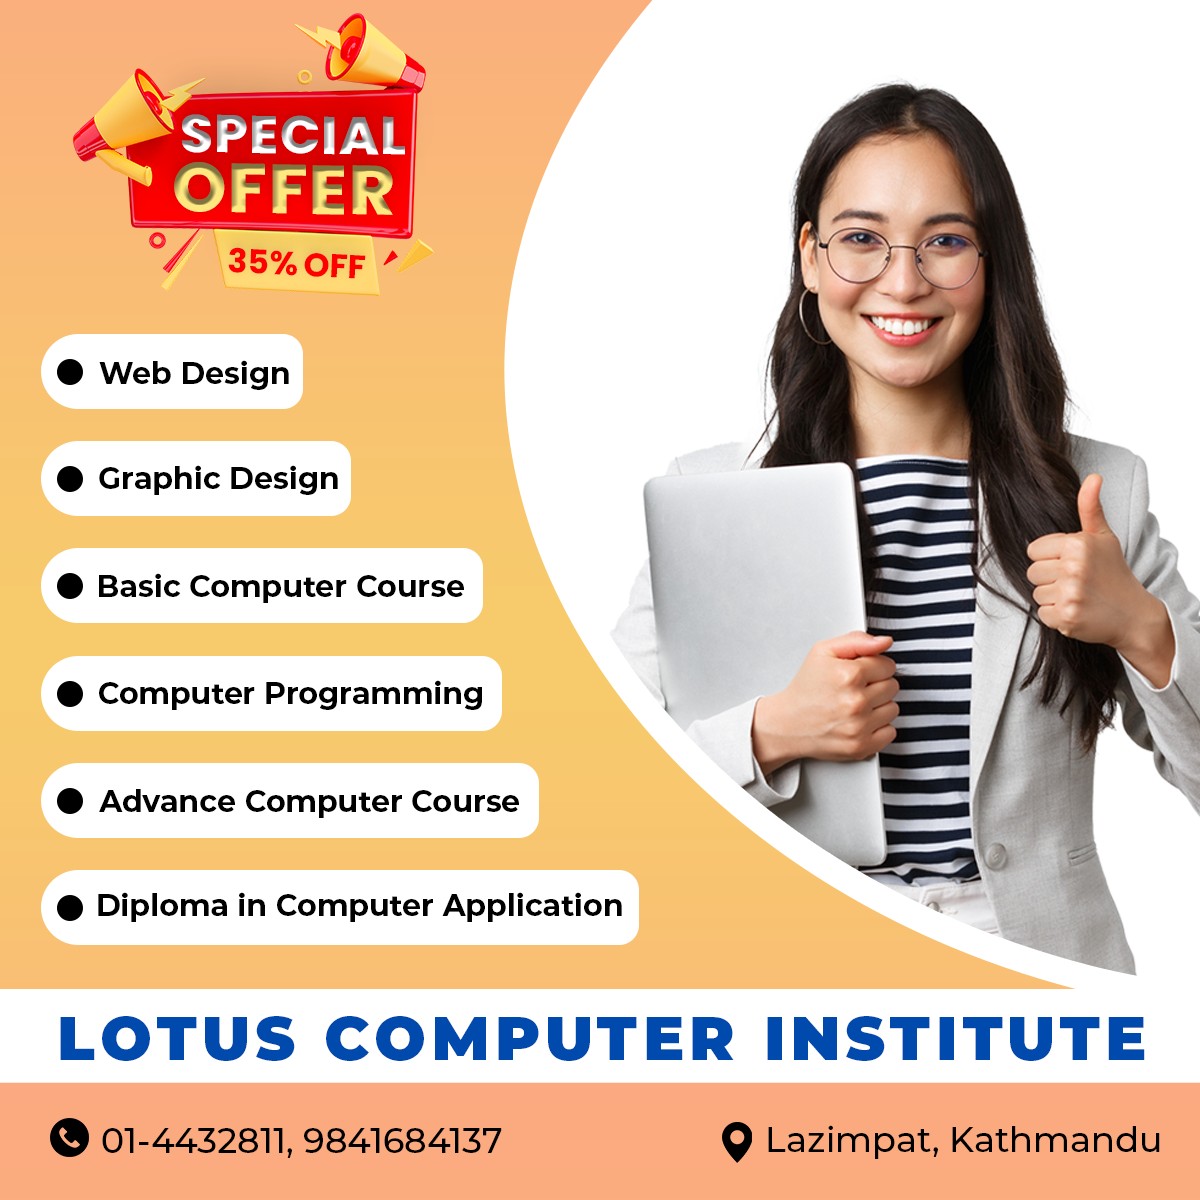 SPECIAL
OFFER
35% OFF
Web Design
Graphic Design
Basic Computer Course
Computer Programming
Advance Computer Course
Diploma in Computer Application
LOTUS COMPUTER INSTITUTE
01-4432811, 9841684137
Lazimpat, Kathmandu